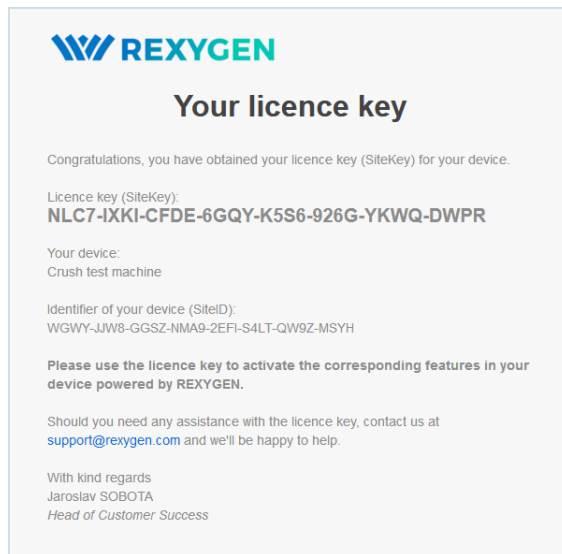 REXYGEN
Your licence key
Congratulations, you have obtained your licence key (SiteKey) for your device.
Licence key (SiteKey):
NLC7-IXKI-CFDE-6GQY-K5S6-926G-YKWQ-DWPR
Your device:
Crush test machine
Identifier of your device (SiteID):
WGWY-JJW8-GGSZ-NMA9-2EFI-S4LT-QW9Z-MSYH
Please use the licence key to activate the corresponding features in your
device powered by REXYGEN.
Should you need any assistance with the licence key, contact us at
support@rexygen.com and we'll be happy to help.
With kind regards
Jaroslav SOBOTA
Head of Customer Success